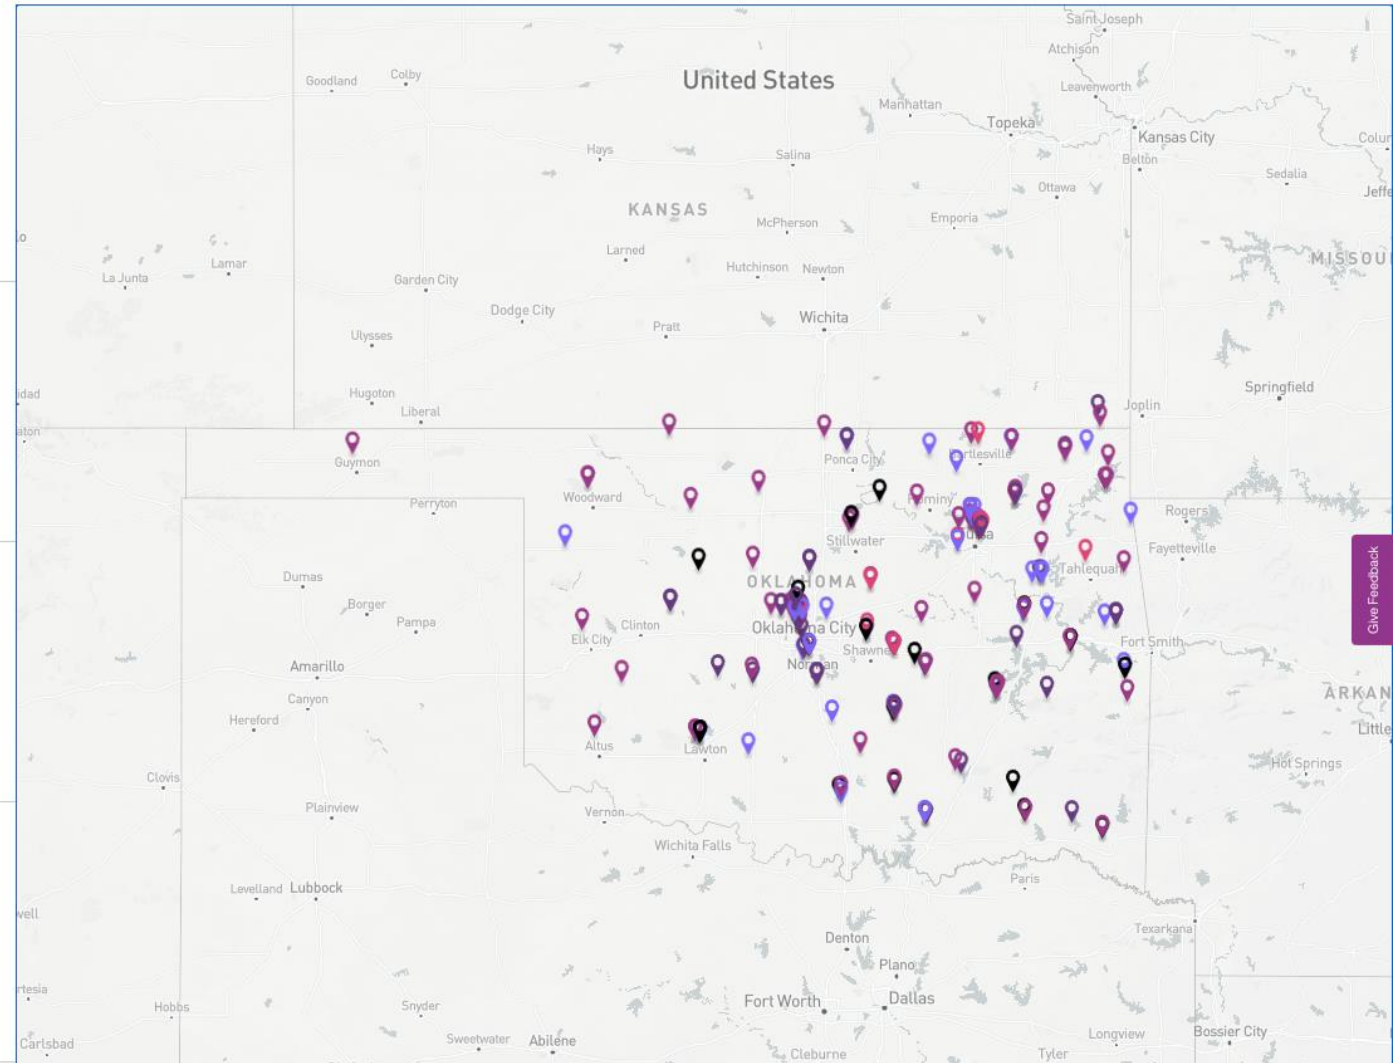 Saint Joseph
Atchison
United States
Goodland
Colby
Leavenworth
Manhattan
Topeka
Kansas City
Hays
Salina
Belton
Sedalia
Ottawa
KANSAS
McPherson
Emporia
Larned
La Junta
Lamar
Garden City
Hutchinson
Newton
Dodge City
Wichita
Pratt
Ulysses
Hugoton
Liberal
Springfield
Joplin
Guymon
Ponca City
Woodward
Perryton
Rogers
Stillwater
Fayetteville
Give Feedback
Dumas
OKLAHOMA
Tahlequah
Borger
Pampa
Clinton
Elk City
Oklahoma City
Shawnee
Fort Smith
Norman
Amarillo
Canyon
Hereford
Altus
Lawton
ARKAN
Little
Hot Springs
Clovis
Plainview
Vernon
Wichita Falls
Levelland
Lubbock
Paris
Texarkana
Denton
Plano
Hobbs
Snyder
Fort Worth
Dallas
Carlsbad
Sweetwater
Abilene
Cleburne
Tyler
Longview
Bossier City